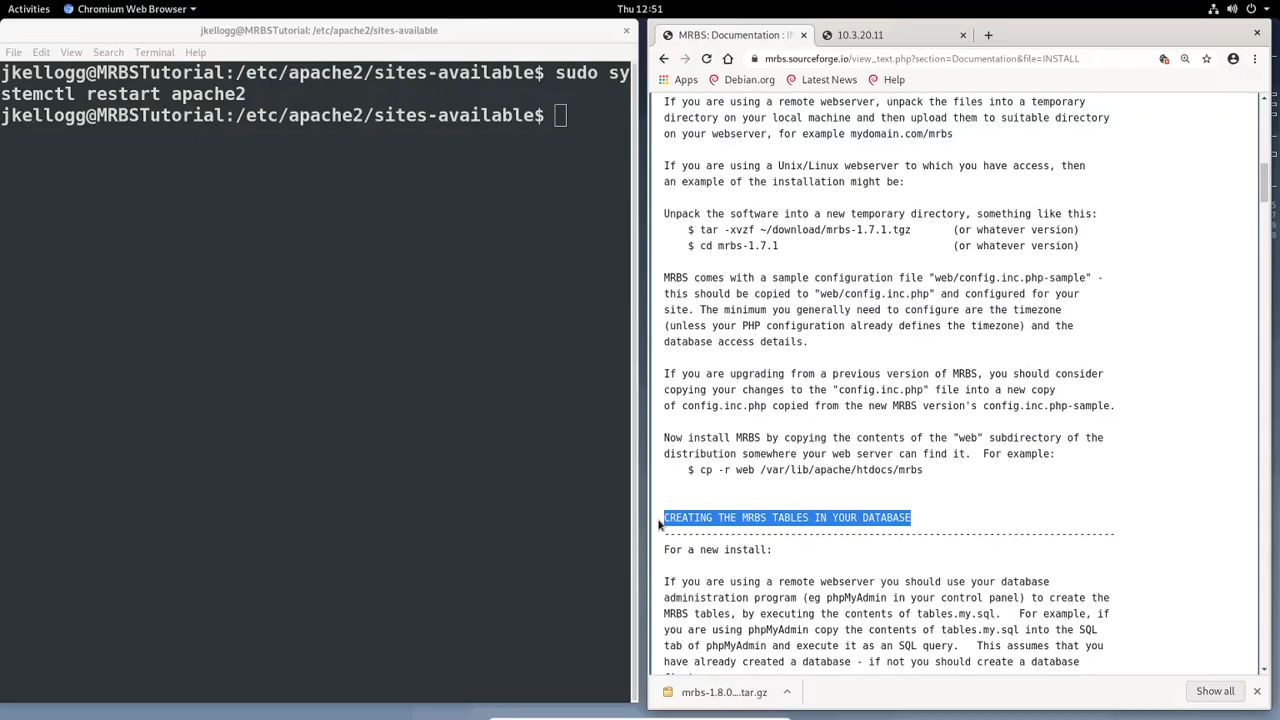 Activities Chromium Web Browser Thu 12:51
jkellogg@MRBSTutorial: /etc/apache2/sites-available
File Edit View Search Terminal Help
jkellogg@MRBSTutorial:/etc/apache2/sites-available$ sudo sy
stemctl restart apache2
jkellogg@MRBSTutorial:/etc/apache2/sites-available$
MRBS: Documentation : IN
10.3.20.11
mrbs.sourceforge.io/view_text.php?section=Documentation&file=INSTALL
Apps Debian.org Latest News Help
If you are using a remote webserver, unpack the files into a temporary
directory on your local machine and then upload them to suitable directory
on your webserver, for example mydomain.com/mrbs
If you are using a Unix/Linux webserver to which you have access, then
an example of the installation might be:
Unpack the software into a new temporary directory, something like this:
$ tar -xvzf ~/download/mrbs-1.7.1.tgz (or whatever version)
$ cd mrbs-1.7.1 (or whatever version)
MRBS comes with a sample configuration file "web/config.inc.php-sample" -
this should be copied to "web/config.inc.php" and configured for your
site. The minimum you generally need to configure are the timezone
(unless your PHP configuration already defines the timezone) and the
database access details.
If you are upgrading from a previous version of MRBS, you should consider
copying your changes to the "config.inc.php" file into a new copy
of config.inc.php copied from the new MRBS version's config.inc.php-sample.
Now install MRBS by copying the contents of the "web" subdirectory of the
distribution somewhere your web server can find it. For example:
$ cp -r web /var/lib/apache/htdocs/mrbs
CREATING THE MRBS TABLES IN YOUR DATABASE
---------------------------------------------------------------------------
For a new install:
If you are using a remote webserver you should use your database
administration program (eg phpMyAdmin in your control panel) to create the
MRBS tables, by executing the contents of tables.my.sql. For example, if
you are using phpMyAdmin copy the contents of tables.my.sql into the SQL
tab of phpMyAdmin and execute it as an SQL query. This assumes that you
have already created a database - if not you should create a database
mrbs-1.8.0....tar.gz
Show all